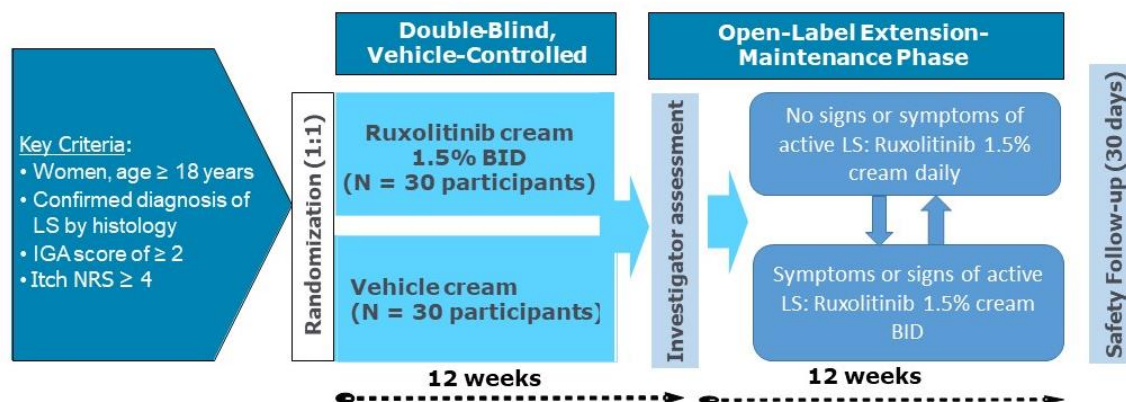 Key Criteria:
• Women, age ≥ 18 years
• Confirmed diagnosis of
LS by histology
• IGA score of ≥ 2
• Itch NRS ≥ 4
Randomization (1:1)
Double-Blind,
Vehicle-Controlled
Ruxolitinib cream
1.5% BID
(N = 30 participants)
Vehicle cream
(N = 30 participants)
12 weeks
Investigator assessment
Open-Label Extension-
Maintenance Phase
No signs or symptoms of
active LS: Ruxolitinib 1.5%
cream daily
Symptoms or signs of active
LS: Ruxolitinib 1.5% cream
BID
12 weeks
Safety Follow-up (30 days)